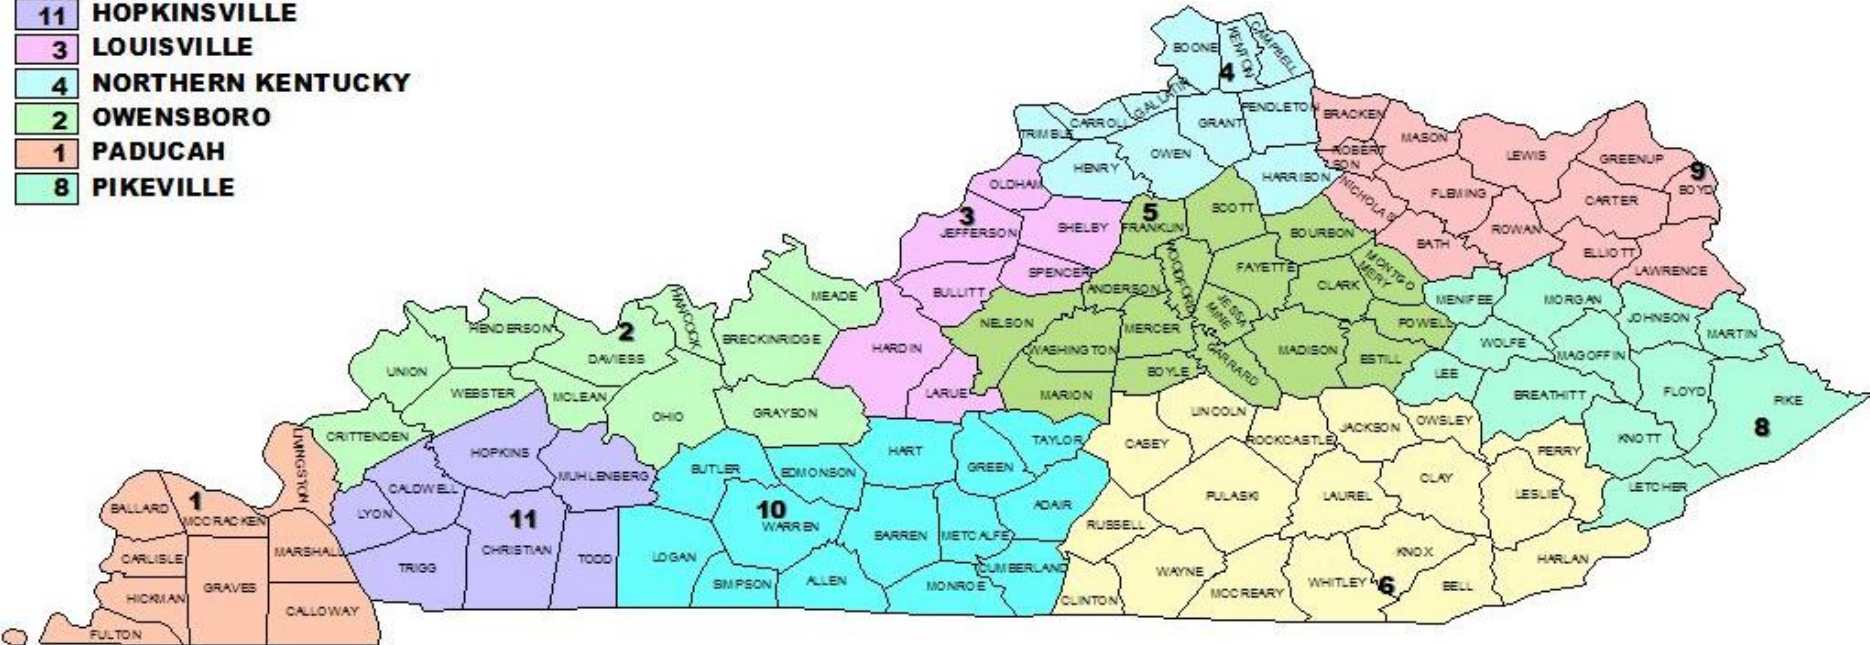 11 HOPKINSVILLE
3 LOUISVILLE
4 NORTHERN KENTUCKY
2 OWENSBORO
1 PADUCAH
8 PIKEVILLE
BOONE
KENTON
CAMPBELL
4
GALLATIN
PENDLETON
CARROLL
GRANT
TRIMBLE
OWEN
HENRY
HARRISON
BRACKEN
MASON
ROBERT
SON
LEWIS
GREENUP
9
BOYD
NICHOLAS
FLEMING
CARTER
ROWAN
BATH
ELLIOTT
LAWRENCE
OLDHAM
3
JEFFERSON
SHELBY
SPENCER
BULLITT
HARDIN
LARUE
5
FRANKLIN
SCOTT
BOURBON
WOODFORD
FAYETTE
MONTGO
MERY
CLARK
ANDERSON
JESSA
MINE
NELSON
MERCER
POWELL
WASHINGTON
GARRARD
MADISON
ESTILL
BOYLE
MARION
MENIFEE
MORGAN
JOHNSON
MARTIN
WOLFE
MAGOFFIN
LEE
BREATHITT
FLOYD
PIKE
8
KNOTT
LETCHER
MEADE
HANCOCK
HENDERSON
2
DAVIESS
BRECKINRIDGE
UNION
WEBSTER
MCLEAN
OHIO
GRAYSON
CRITTENDEN
HOPKINS
MUHLENBERG
CALDWELL
LYON
11
CHRISTIAN
TRIGG
TODD
LIVINGSTON
BALLARD
1
MCCRACKEN
CARLISLE
MARSHALL
GRAVES
HICKMAN
CALLOWAY
FULTON
BUTLER
EDMONSON
HART
GREEN
TAYLOR
10
WARREN
ADAIR
BARREN
METCALFE
LOGAN
SIMPSON
ALLEN
MONROE
CUMBERLAND
LINCOLN
CASEY
ROCKCASTLE
JACKSON
OWSLEY
PERRY
PULASKI
LAUREL
CLAY
LESLIE
RUSSELL
WAYNE
KNOX
HARLAN
WHITLEY
6
BELL
MCCREARY
CLINTON